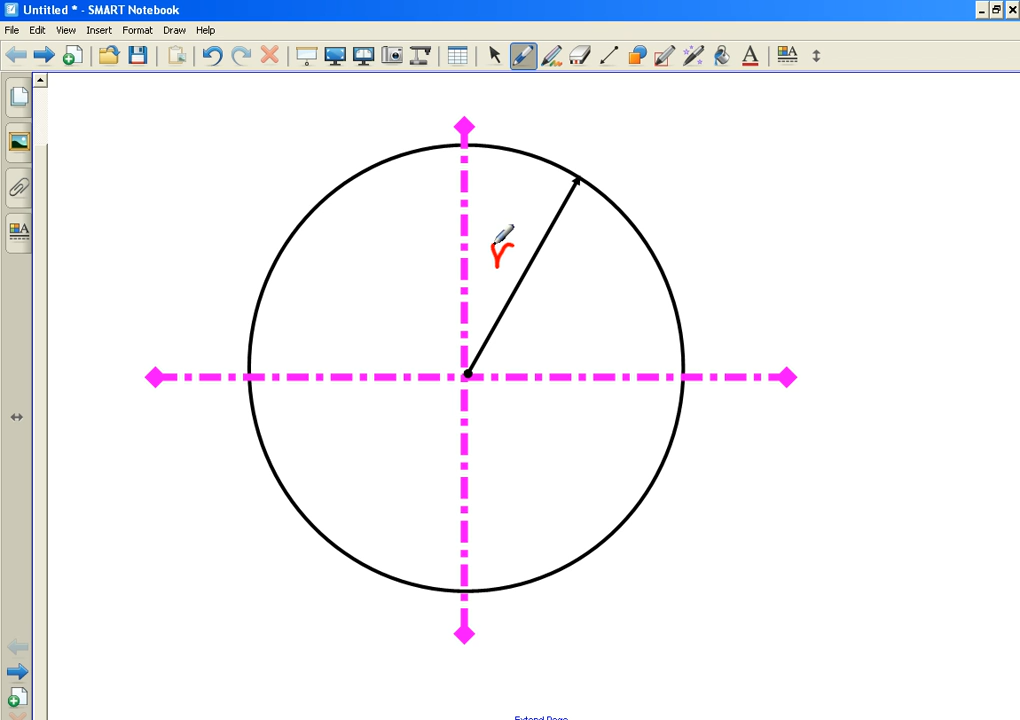 Untitled * - SMART Notebook
File Edit View Insert Format Draw Help
A
A
A
r
Extend Page